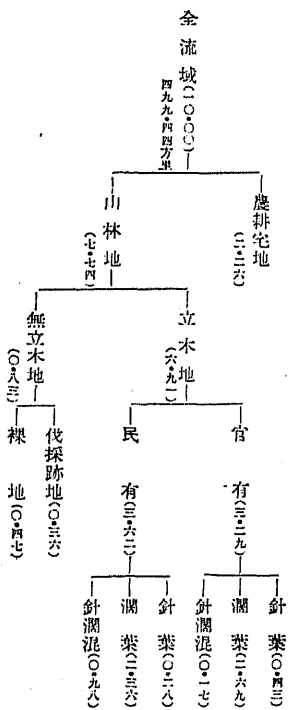 全流域(一〇・〇〇)
四九九・四四方里
農耕宅地
(二・二六)
山林地
(七・七四)
立木地
(六・九一)
無立木地
(〇・八三)
官有(三・二九)
民有(三・六二)
伐採跡地(〇・三六)
裸地(〇・四七)
針葉(〇・四三)
濶葉(二・六九)
針濶混(〇・一七)
針葉(〇・二八)
濶葉(二・三六)
針濶混(〇・九八)